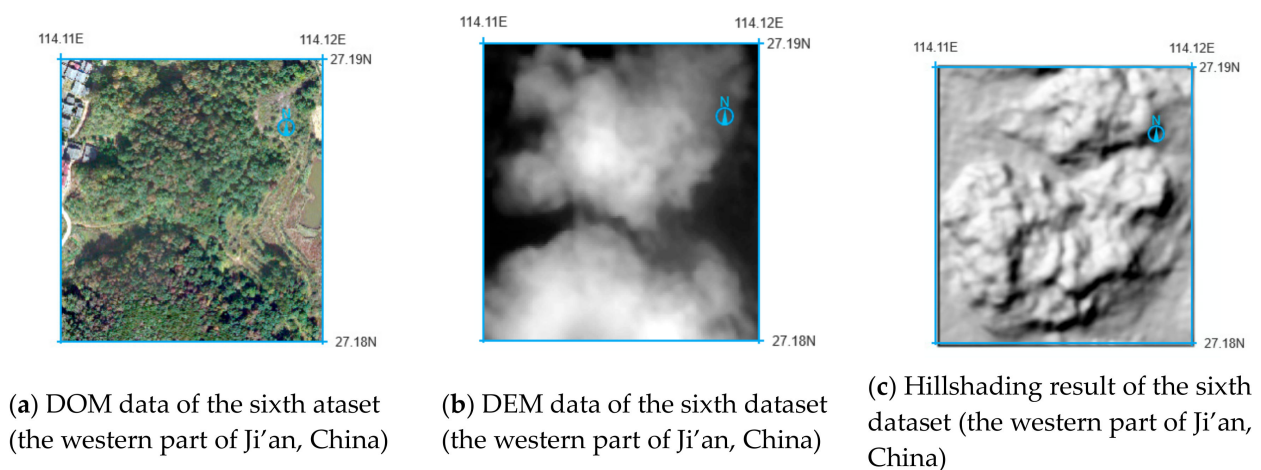 114.11E 114.12E
27.19N
N
27.18N
(a) DOM data of the sixth ataset
(the western part of Ji’an, China)
114.11E 114.12E
27.19N
N
27.18N
(b) DEM data of the sixth dataset
(the western part of Ji’an, China)
114.11E 114.12E
27.19N
N
27.18N
(c) Hillshading result of the sixth
dataset (the western part of Ji’an,
China)